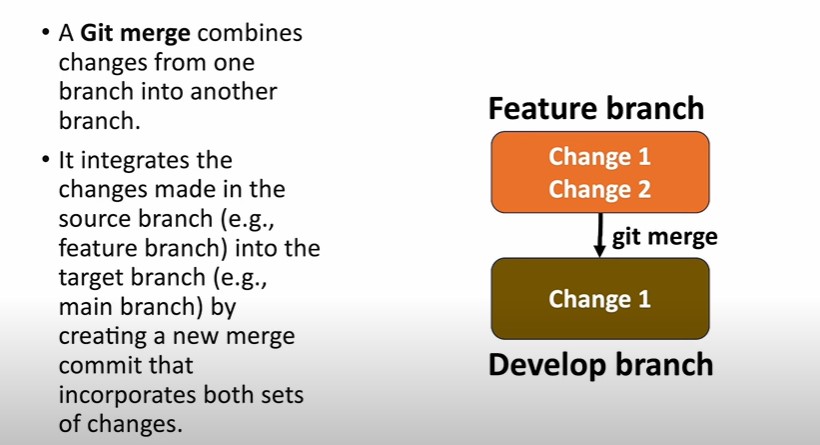 • A Git merge combines
changes from one
branch into another
branch.
• It integrates the
changes made in the
source branch (e.g.,
feature branch) into the
target branch (e.g.,
main branch) by
creating a new merge
commit that
incorporates both sets
of changes.
Feature branch
Change 1
Change 2
git merge
Change 1
Develop branch